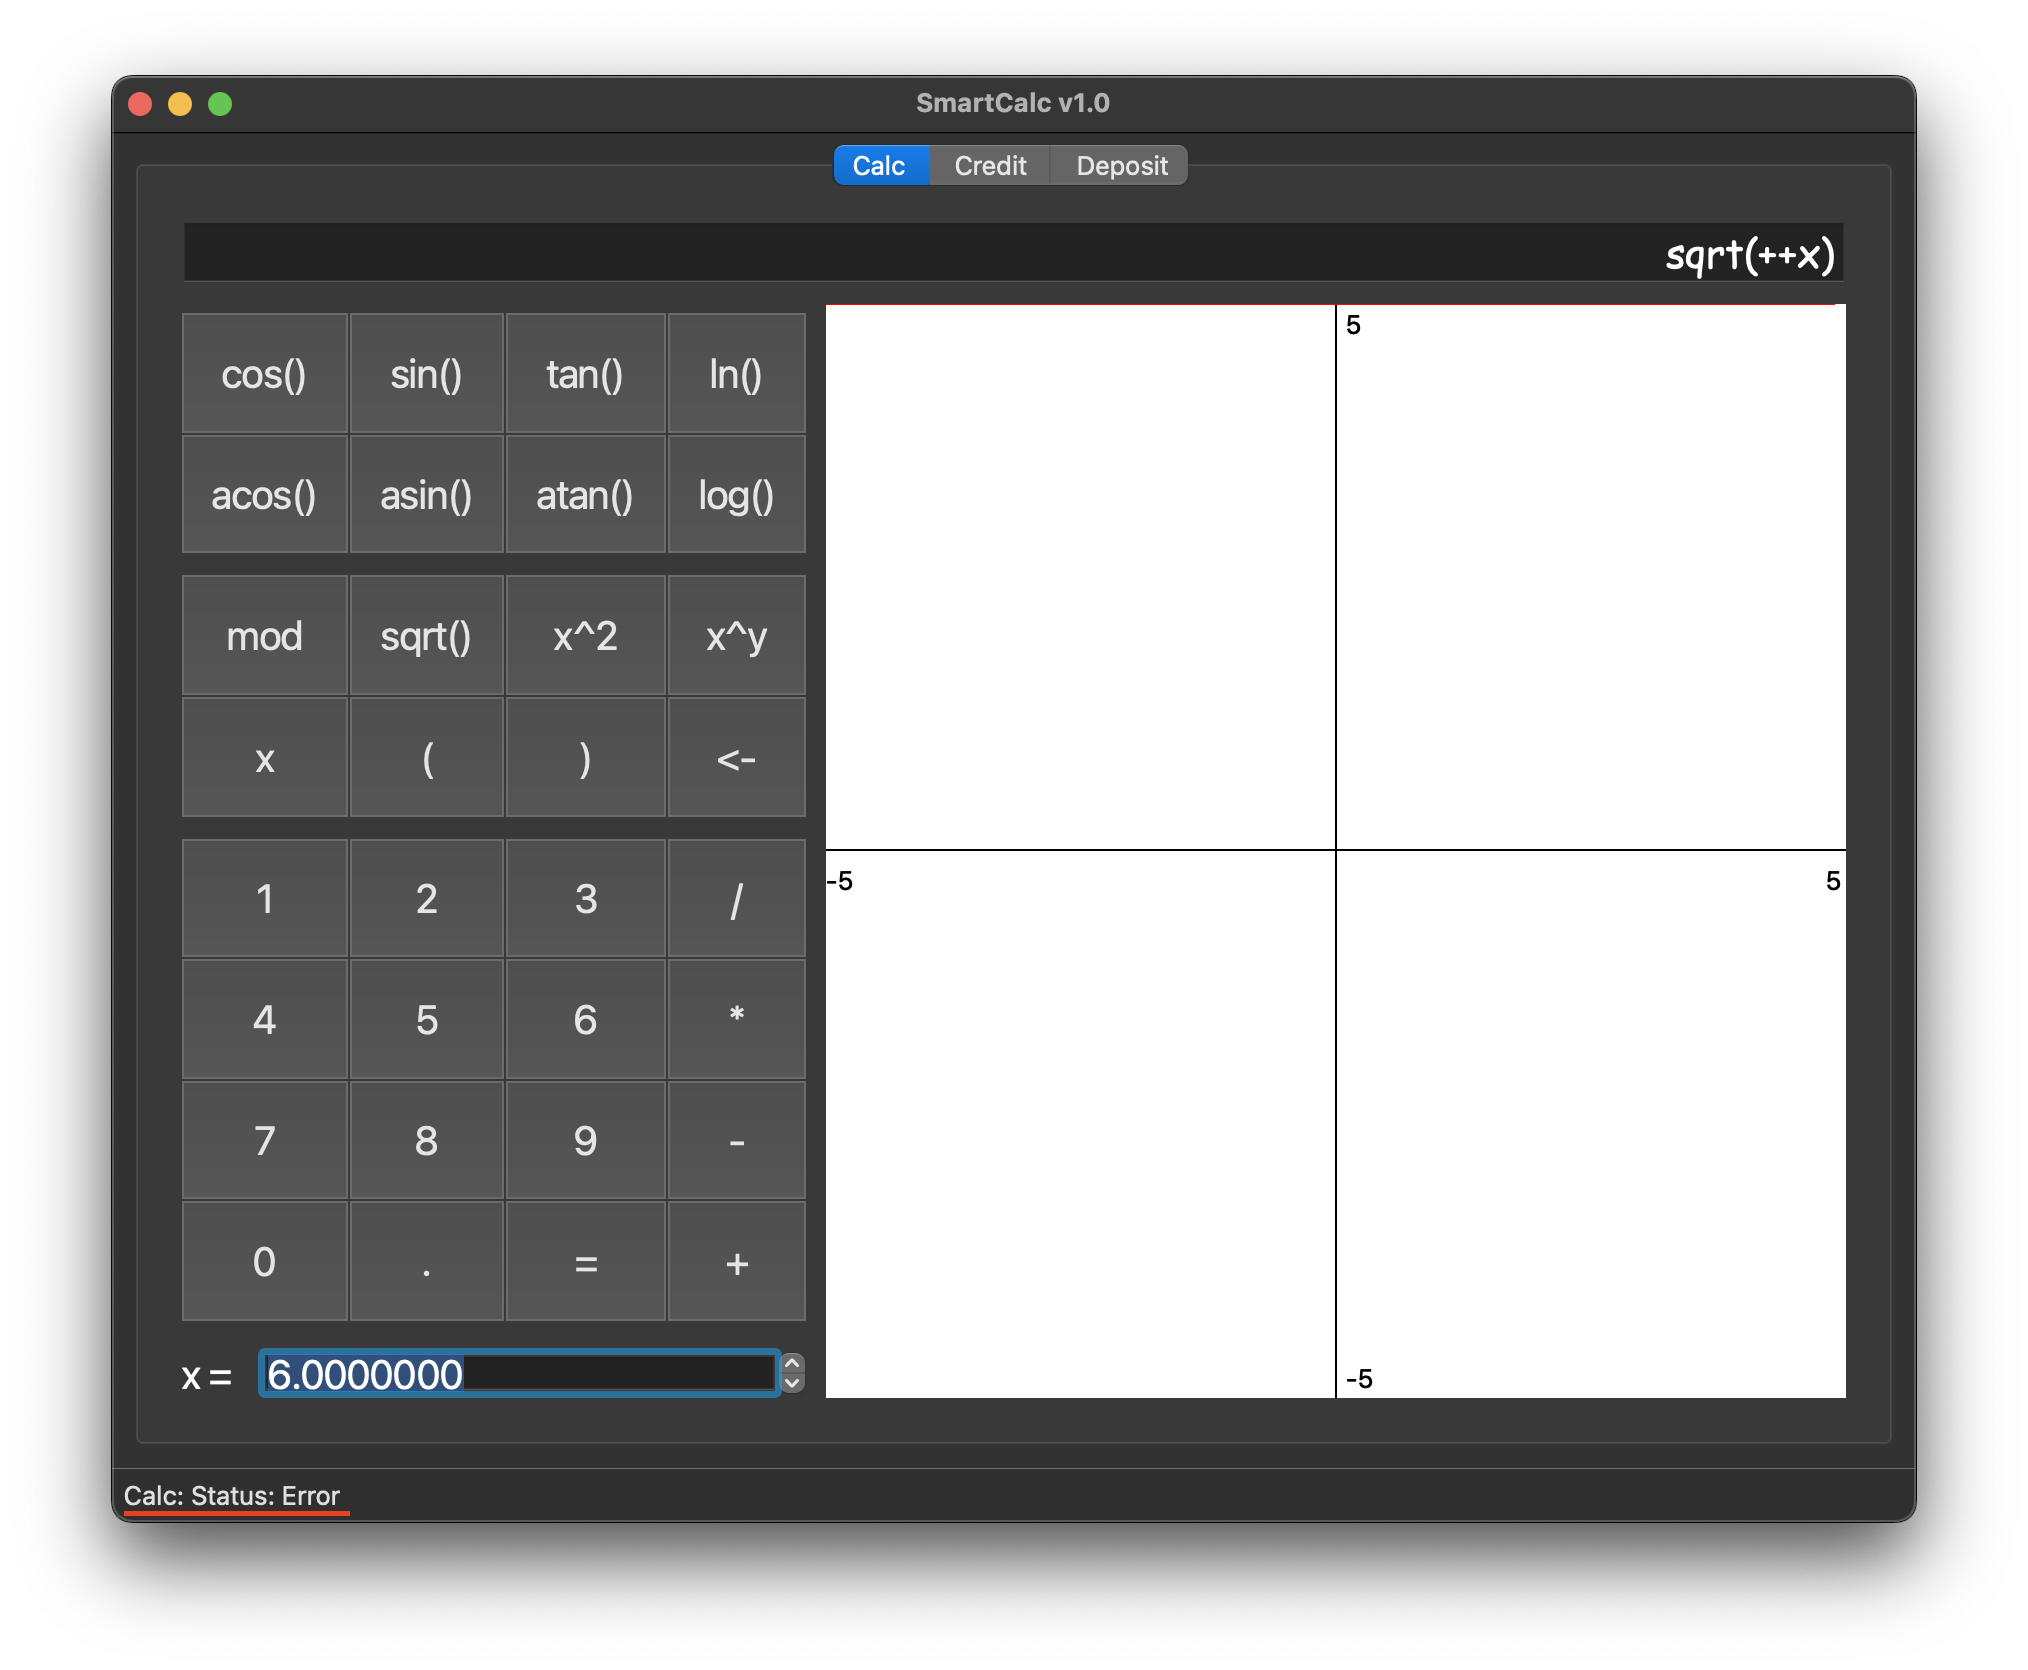 SmartCalc v1.0
Calc Credit Deposit
sqrt(++x)
cos() sin() tan() ln()
acos() asin() atan() log()
mod sqrt() x^2 x^y
x ( ) <-
1 2 3 /
4 5 6 *
7 8 9 -
0 . = +
x = 6.0000000
5
-5 5
-5
Calc: Status: Error